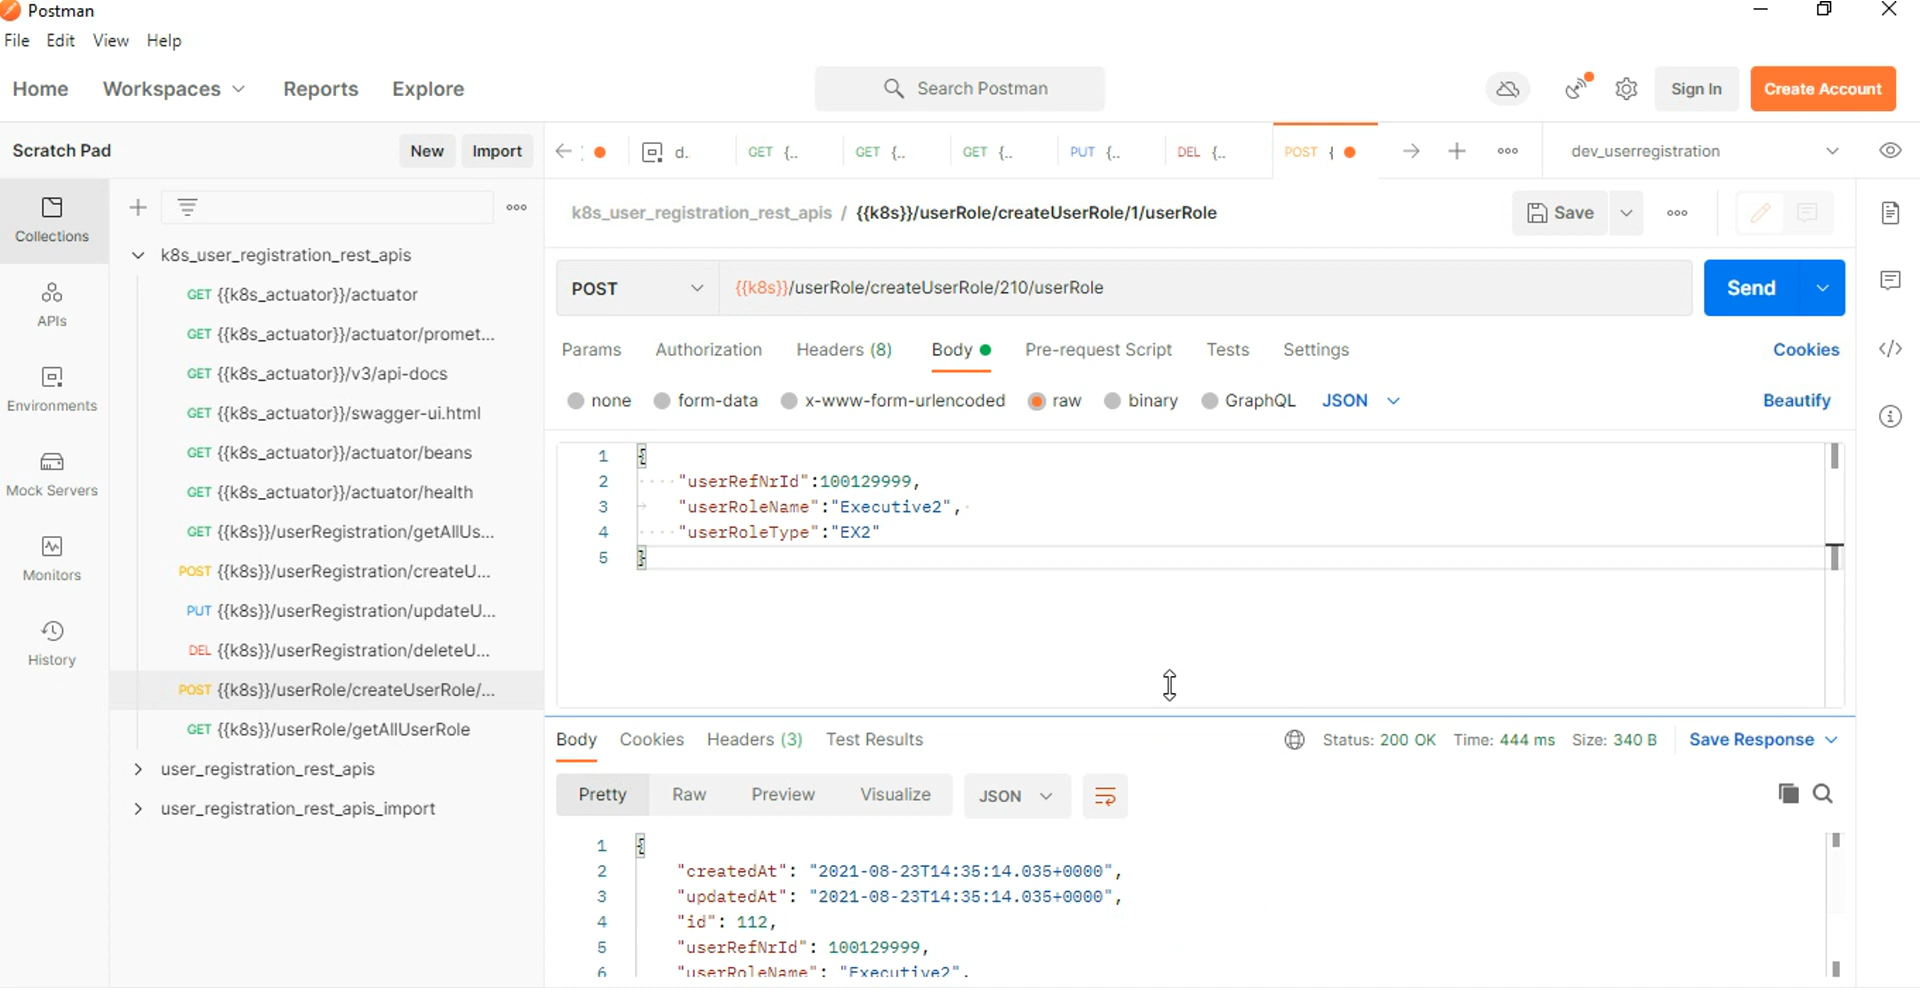 Postman
File Edit View Help
Home Workspaces Reports Explore Search Postman Sign In Create Account
Scratch Pad New Import d. GET {.. GET {.. GET {.. PUT {.. DEL {.. POST { dev_userregistration
Collections
APIs
Environments
Mock Servers
Monitors
History
k8s_user_registration_rest_apis
GET {{k8s_actuator}}/actuator
GET {{k8s_actuator}}/actuator/promet...
GET {{k8s_actuator}}/v3/api-docs
GET {{k8s_actuator}}/swagger-ui.html
GET {{k8s_actuator}}/actuator/beans
GET {{k8s_actuator}}/actuator/health
GET {{k8s}}/userRegistration/getAllUs...
POST {{k8s}}/userRegistration/createU...
PUT {{k8s}}/userRegistration/updateU...
DEL {{k8s}}/userRegistration/deleteU...
POST {{k8s}}/userRole/createUserRole/...
GET {{k8s}}/userRole/getAllUserRole
user_registration_rest_apis
user_registration_rest_apis_import
k8s_user_registration_rest_apis / {{k8s}}/userRole/createUserRole/1/userRole Save
POST {{k8s}}/userRole/createUserRole/210/userRole Send
Params Authorization Headers (8) Body Pre-request Script Tests Settings Cookies
none form-data x-www-form-urlencoded raw binary GraphQL JSON Beautify
1 {
2 "userRefNrId":100129999,
3 "userRoleName":"Executive2",
4 "userRoleType":"EX2"
5 }
Body Cookies Headers (3) Test Results Status: 200 OK Time: 444 ms Size: 340 B Save Response
Pretty Raw Preview Visualize JSON
1 {
2 "createdAt": "2021-08-23T14:35:14.035+0000",
3 "updatedAt": "2021-08-23T14:35:14.035+0000",
4 "id": 112,
5 "userRefNrId": 100129999,
6 "userRoleName": "Executive2",